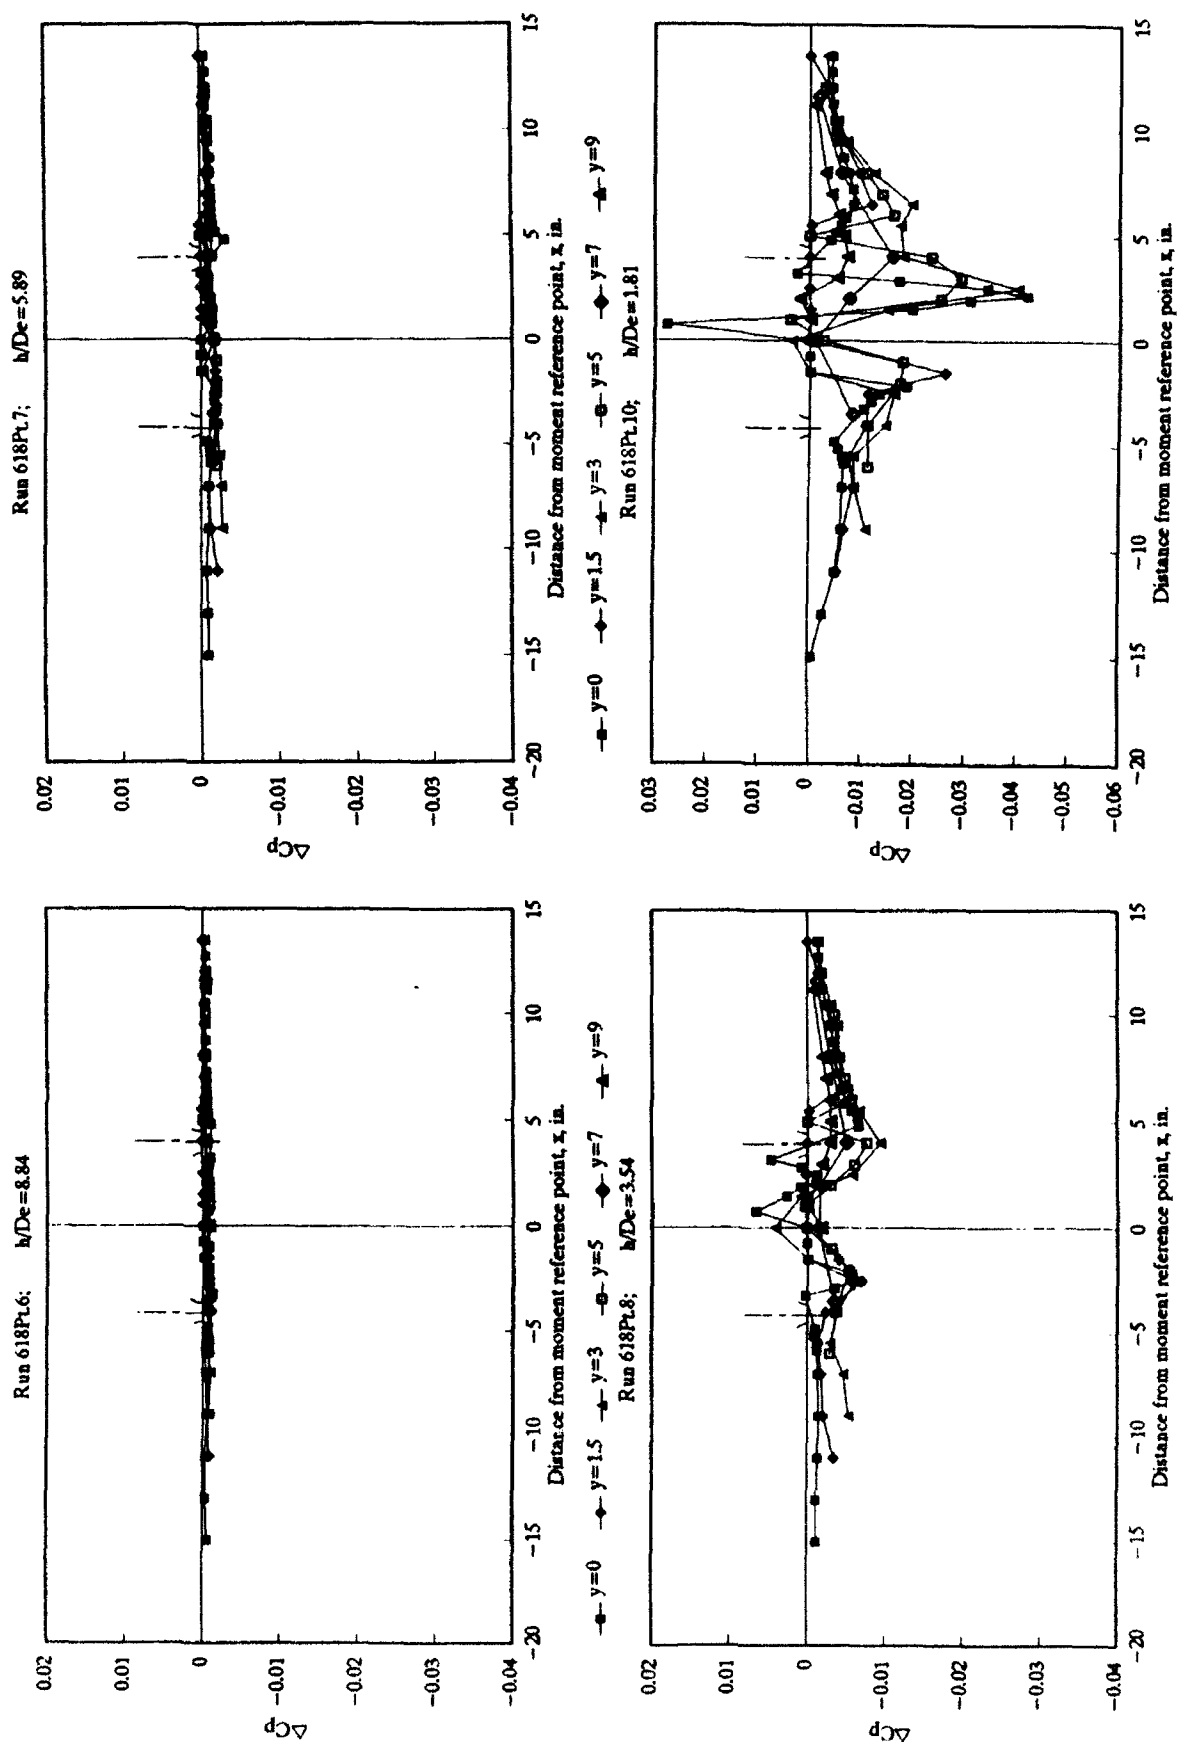 Run 618Pt.6; h/De=8.84
0.02
0.01
0
−0.01
−0.02
−0.03
−0.04
ΔCp
−20 −15 −10 −5 0 5 10 15
Distance from moment reference point, x, in.
Run 618Pt.7; h/De=5.89
0.02
0.01
0
−0.01
−0.02
−0.03
−0.04
ΔCp
−20 −15 −10 −5 0 5 10 15
Distance from moment reference point, x, in.
y=0 y=1.5 y=3 y=5 y=7 y=9
y=0 y=1.5 y=3 y=5 y=7 y=9
Run 618Pt.8; h/De=3.54
0.02
0.01
0
−0.01
−0.02
−0.03
−0.04
ΔCp
−20 −15 −10 −5 0 5 10 15
Distance from moment reference point, x, in.
Run 618Pt.10; h/De=1.81
0.03
0.02
0.01
0
−0.01
−0.02
−0.03
−0.04
−0.05
−0.06
ΔCp
−20 −15 −10 −5 0 5 10 15
Distance from moment reference point, x, in.